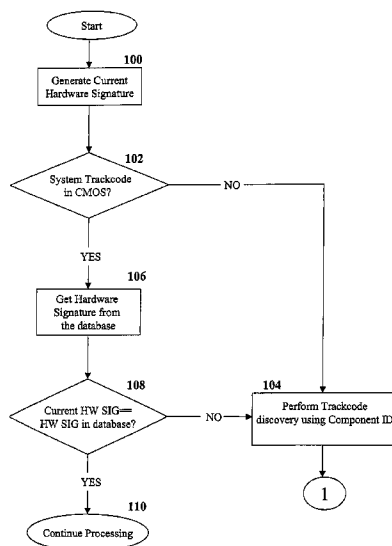 Start
100
Generate Current
Hardware Signature
102
System Trackcode
in CMOS?
NO
YES
106
Get Hardware
Signature from
the database
108
Current HW SIG==
HW SIG in database?
NO
104
Perform Trackcode
discovery using Component ID
YES
1
110
Continue Processing